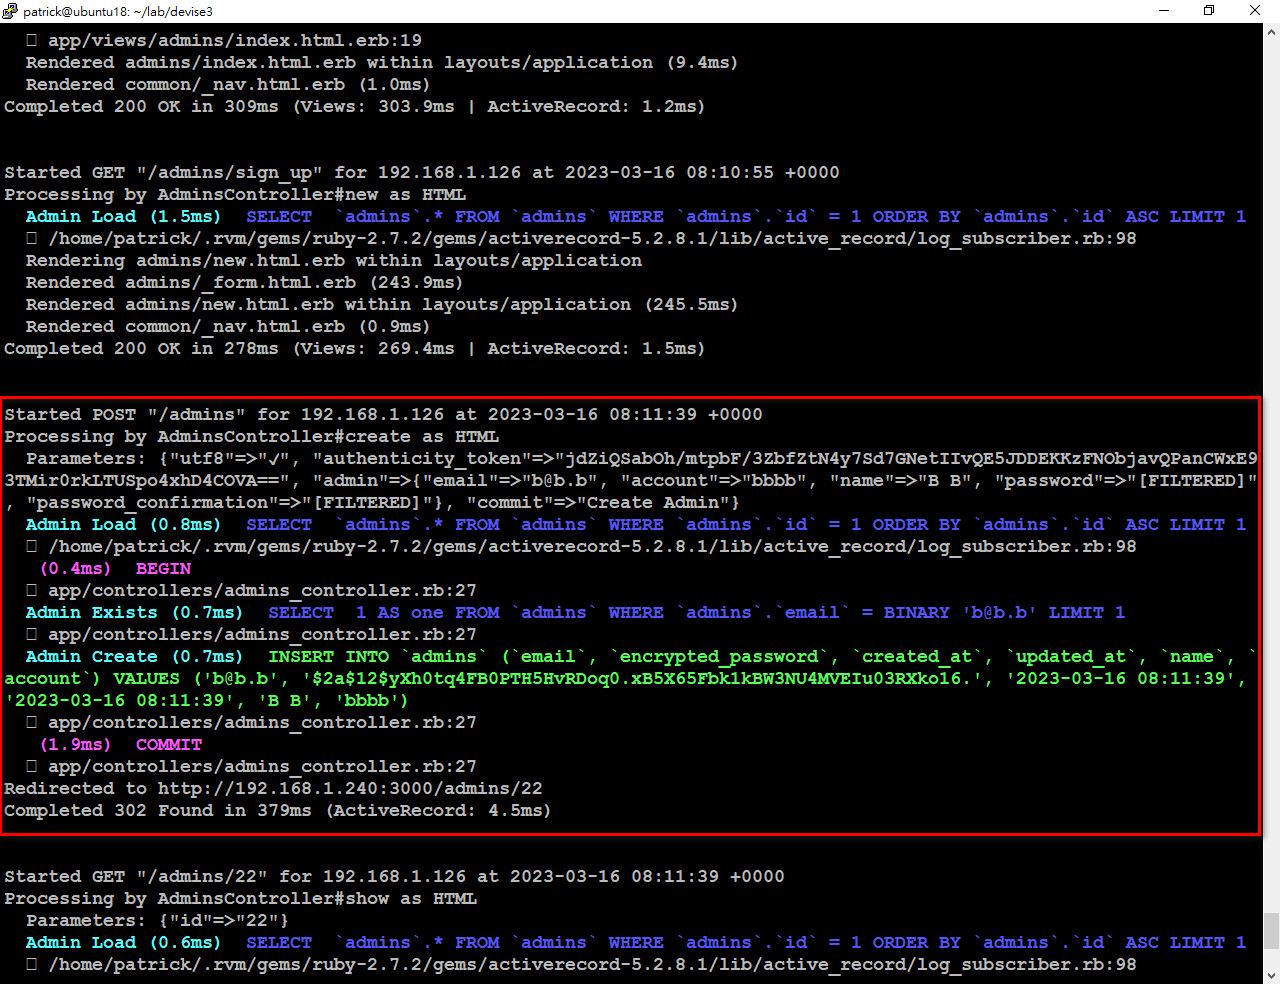 patrick@ubuntu18: ~/lab/devise3
app/views/admins/index.html.erb:19
Rendered admins/index.html.erb within layouts/application (9.4ms)
Rendered common/_nav.html.erb (1.0ms)
Completed 200 OK in 309ms (Views: 303.9ms | ActiveRecord: 1.2ms)
Started GET "/admins/sign_up" for 192.168.1.126 at 2023-03-16 08:10:55 +0000
Processing by AdminsController#new as HTML
Admin Load (1.5ms)  SELECT  `admins`.* FROM `admins` WHERE `admins`.`id` = 1 ORDER BY `admins`.`id` ASC LIMIT 1
/home/patrick/.rvm/gems/ruby-2.7.2/gems/activerecord-5.2.8.1/lib/active_record/log_subscriber.rb:98
Rendering admins/new.html.erb within layouts/application
Rendered admins/_form.html.erb (243.9ms)
Rendered admins/new.html.erb within layouts/application (245.5ms)
Rendered common/_nav.html.erb (0.9ms)
Completed 200 OK in 278ms (Views: 269.4ms | ActiveRecord: 1.5ms)
Started POST "/admins" for 192.168.1.126 at 2023-03-16 08:11:39 +0000
Processing by AdminsController#create as HTML
Parameters: {"utf8"=>"✓", "authenticity_token"=>"jdZiQSabOh/mtpbF/3ZbfZtN4y7Sd7GNetIIvQE5JDDEKKzFNObjavQPanCWxE9
3TMir0rkLTUSpo4xhD4COVA==", "admin"=>{"email"=>"b@b.b", "account"=>"bbbb", "name"=>"B B", "password"=>"[FILTERED]"
, "password_confirmation"=>"[FILTERED]"}, "commit"=>"Create Admin"}
Admin Load (0.8ms)  SELECT  `admins`.* FROM `admins` WHERE `admins`.`id` = 1 ORDER BY `admins`.`id` ASC LIMIT 1
/home/patrick/.rvm/gems/ruby-2.7.2/gems/activerecord-5.2.8.1/lib/active_record/log_subscriber.rb:98
(0.4ms)  BEGIN
app/controllers/admins_controller.rb:27
Admin Exists (0.7ms)  SELECT  1 AS one FROM `admins` WHERE `admins`.`email` = BINARY 'b@b.b' LIMIT 1
app/controllers/admins_controller.rb:27
Admin Create (0.7ms)  INSERT INTO `admins` (`email`, `encrypted_password`, `created_at`, `updated_at`, `name`, `
account`) VALUES ('b@b.b', '$2a$12$yXh0tq4FB0PTH5HvRDoq0.xB5X65Fbk1kBW3NU4MVEIu03RXkol6.', '2023-03-16 08:11:39',
'2023-03-16 08:11:39', 'B B', 'bbbb')
app/controllers/admins_controller.rb:27
(1.9ms)  COMMIT
app/controllers/admins_controller.rb:27
Redirected to http://192.168.1.240:3000/admins/22
Completed 302 Found in 379ms (ActiveRecord: 4.5ms)
Started GET "/admins/22" for 192.168.1.126 at 2023-03-16 08:11:39 +0000
Processing by AdminsController#show as HTML
Parameters: {"id"=>"22"}
Admin Load (0.6ms)  SELECT  `admins`.* FROM `admins` WHERE `admins`.`id` = 1 ORDER BY `admins`.`id` ASC LIMIT 1
/home/patrick/.rvm/gems/ruby-2.7.2/gems/activerecord-5.2.8.1/lib/active_record/log_subscriber.rb:98